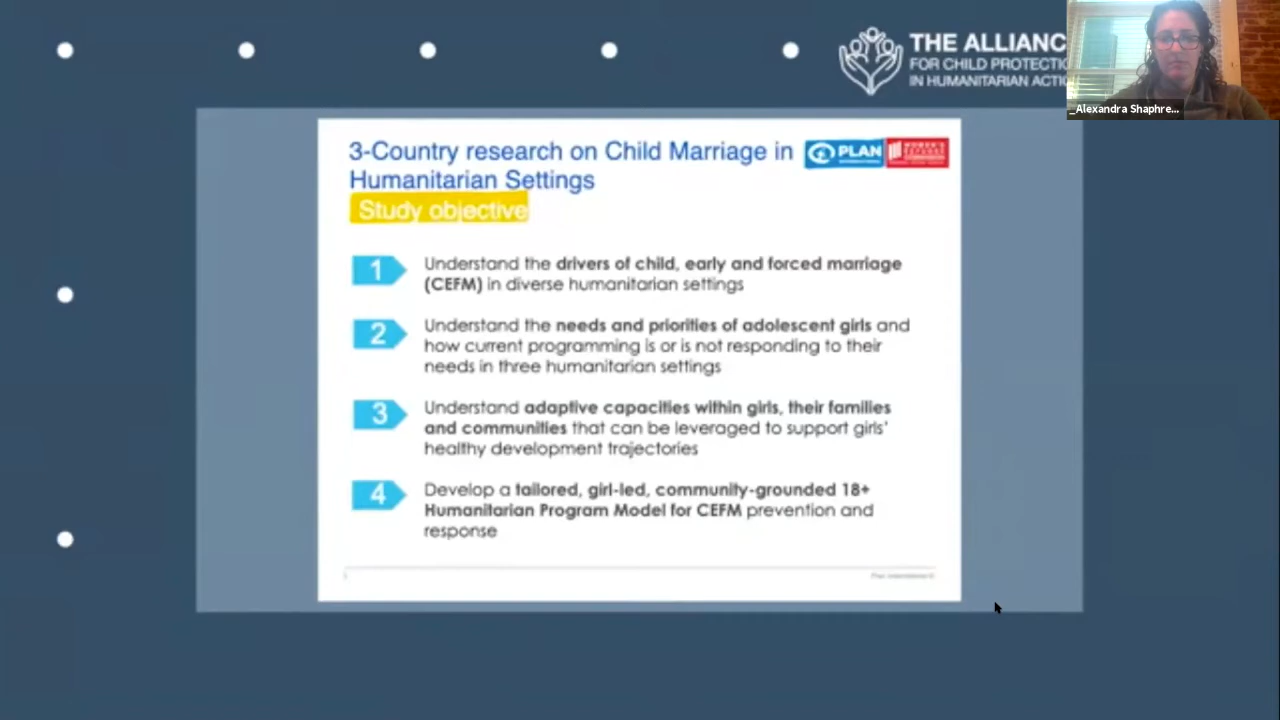 THE ALLIANC
FOR CHILD PROTECTIO
IN HUMANITARIAN ACTIO
_Alexandra Shaphre...
3-Country research on Child Marriage in
Humanitarian Settings
PLAN
WOMEN'S
REFUGEE
Study objective
1
Understand the drivers of child, early and forced marriage
(CEFM) in diverse humanitarian settings
2
Understand the needs and priorities of adolescent girls and
how current programming is or is not responding to their
needs in three humanitarian settings
3
Understand adaptive capacities within girls, their families
and communities that can be leveraged to support girls'
healthy development trajectories
4
Develop a tailored, girl-led, community-grounded 18+
Humanitarian Program Model for CEFM prevention and
response